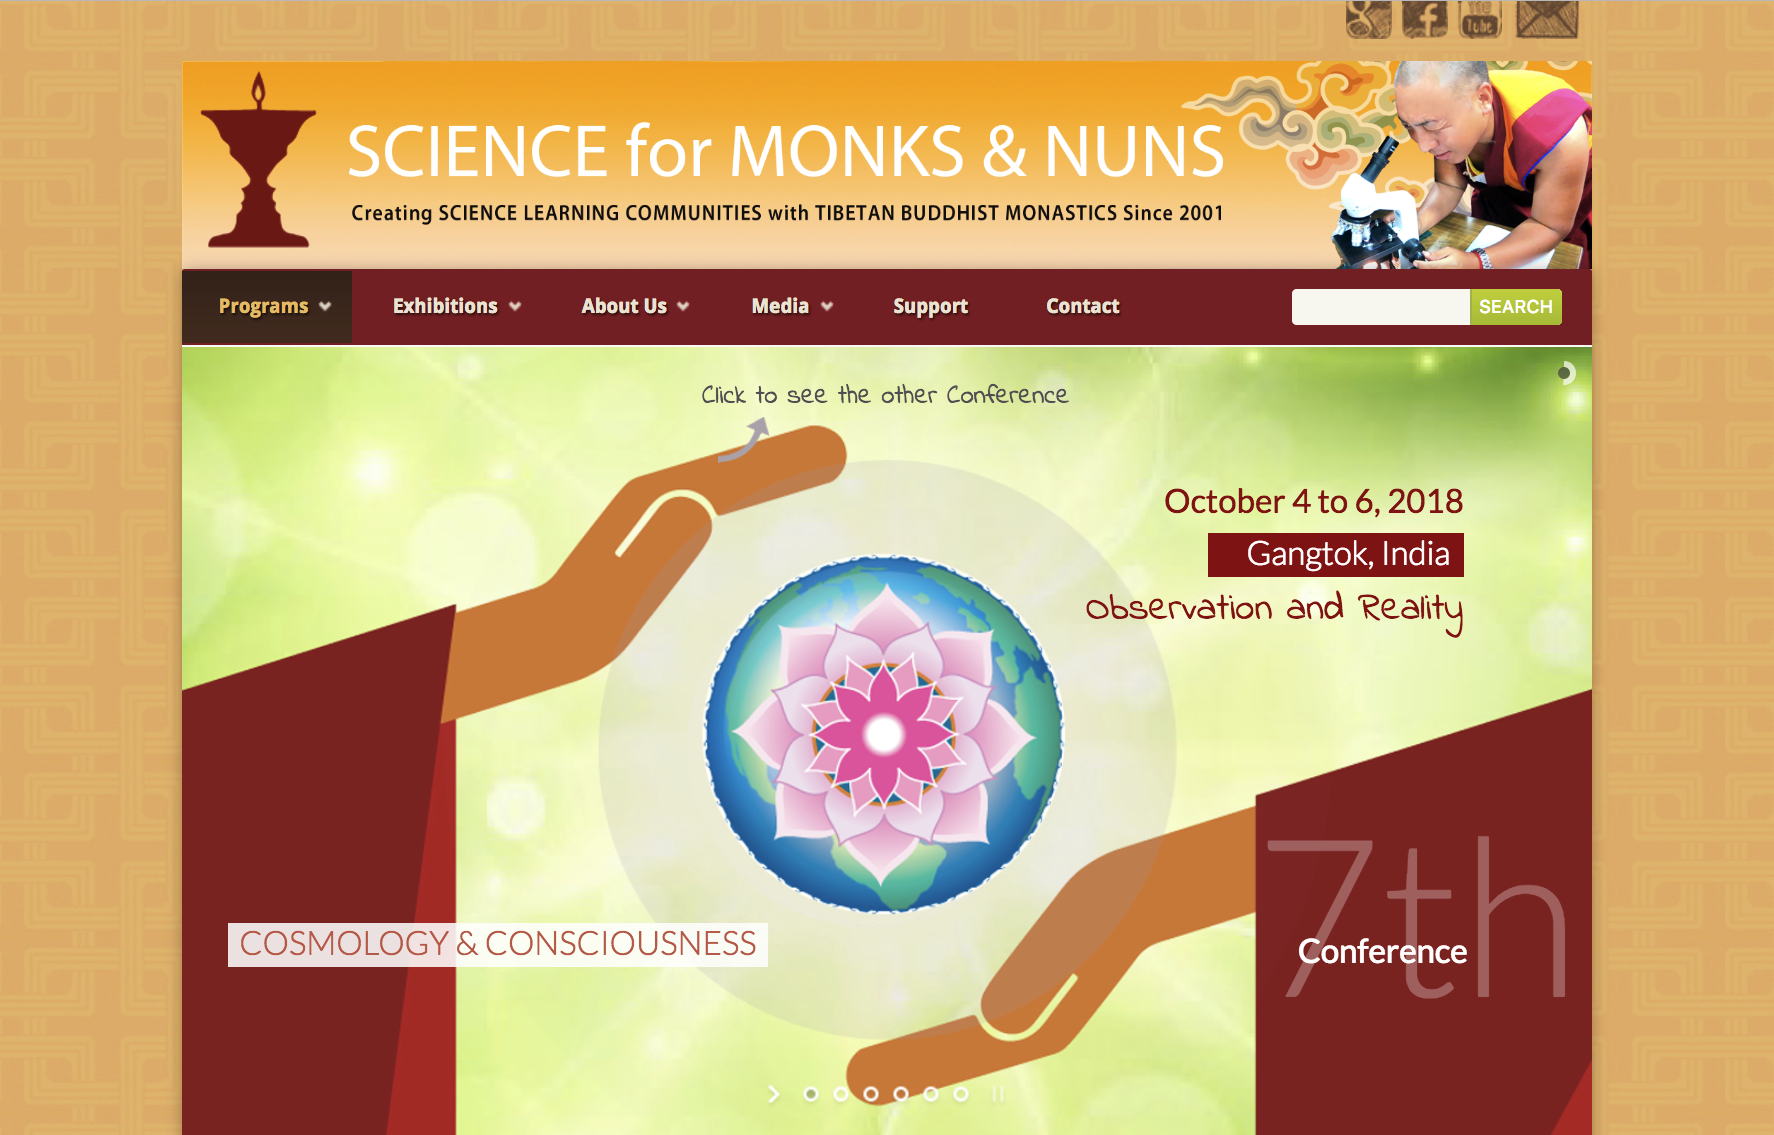 You
Tube
SCIENCE for MONKS & NUNS
Creating SCIENCE LEARNING COMMUNITIES with TIBETAN BUDDHIST MONASTICS Since 2001
Programs
Exhibitions
About Us
Media
Support
Contact
SEARCH
Click to see the other Conference
October 4 to 6, 2018
Gangtok, India
Observation and Reality
COSMOLOGY & CONSCIOUSNESS
7th
Conference